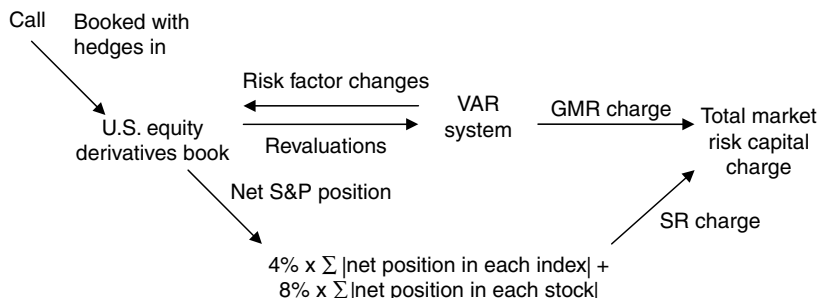 Call
Booked with
hedges in
Risk factor changes
U.S. equity
derivatives book
Revaluations
VAR
system
GMR charge
Total market
risk capital
charge
Net S&P position
SR charge
4% x ∑ |net position in each index| +
8% x ∑|net position in each stock|